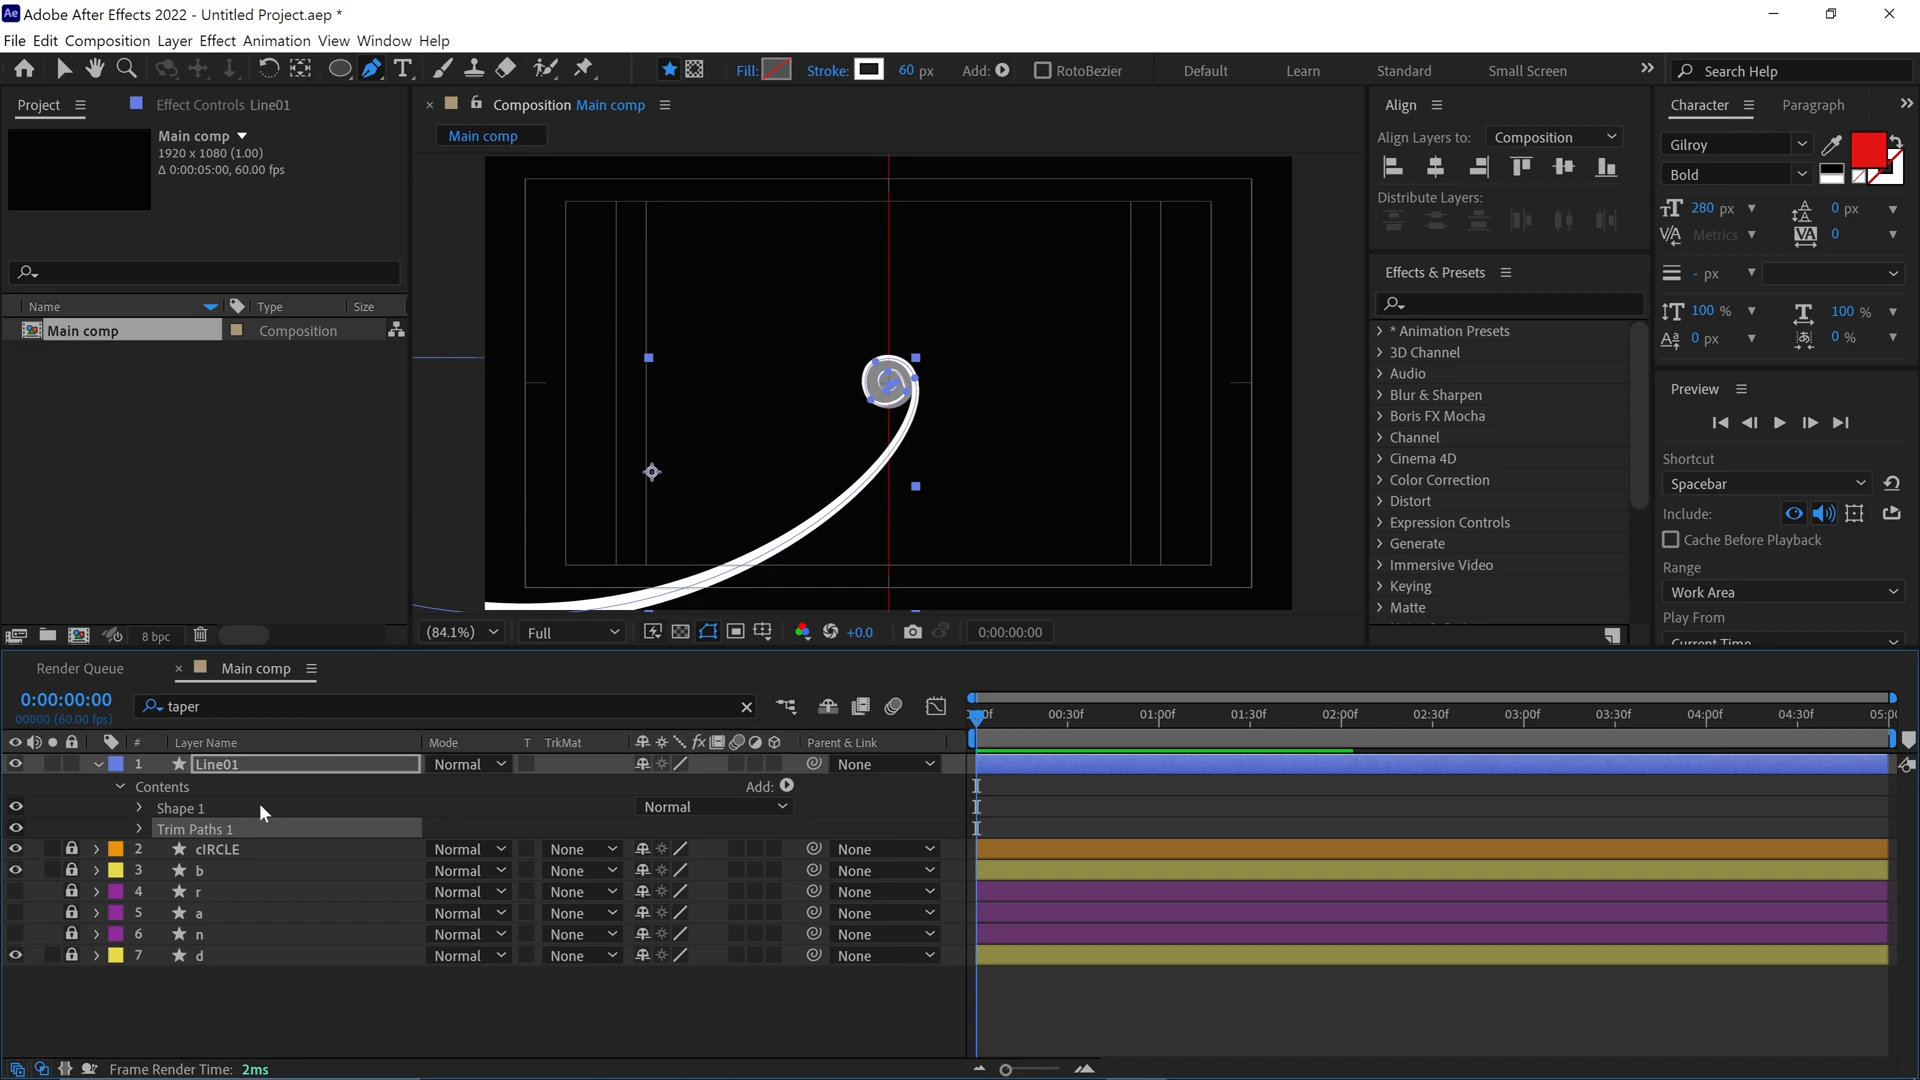 Adobe After Effects 2022 - Untitled Project.aep *
File Edit Composition Layer Effect Animation View Window Help
Fill: Stroke: 60 px Add: RotoBezier Default Learn Standard Small Screen Search Help
Project Effect Controls Line01
Main comp
1920 x 1080 (1.00)
Δ 0:00:05:00, 60.00 fps
Name Type Size
Main comp Composition
8 bpc
Composition Main comp
Main comp
(84.1%) Full +0.0 0:00:00:00
Align
Align Layers to: Composition
Distribute Layers:
Effects & Presets
* Animation Presets
3D Channel
Audio
Blur & Sharpen
Boris FX Mocha
Channel
Cinema 4D
Color Correction
Distort
Expression Controls
Generate
Immersive Video
Keying
Matte
Character Paragraph
Gilroy
Bold
280 px 0 px
Metrics 0
- px
100 % 100 %
0 px 0 %
Preview
Shortcut
Spacebar
Include:
Cache Before Playback
Range
Work Area
Play From
Current Time
Render Queue Main comp
0:00:00:00 taper
00000 (60.00 fps)
00:30f 01:00f 01:30f 02:00f 02:30f 03:00f 03:30f 04:00f 04:30f
# Layer Name Mode T TrkMat Parent & Link
1 Line01 Normal None
Contents Add:
Shape 1 Normal
Trim Paths 1
2 cIRCLE Normal None None
3 b Normal None None
4 r Normal None None
5 a Normal None None
6 n Normal None None
7 d Normal None None
Frame Render Time: 2ms